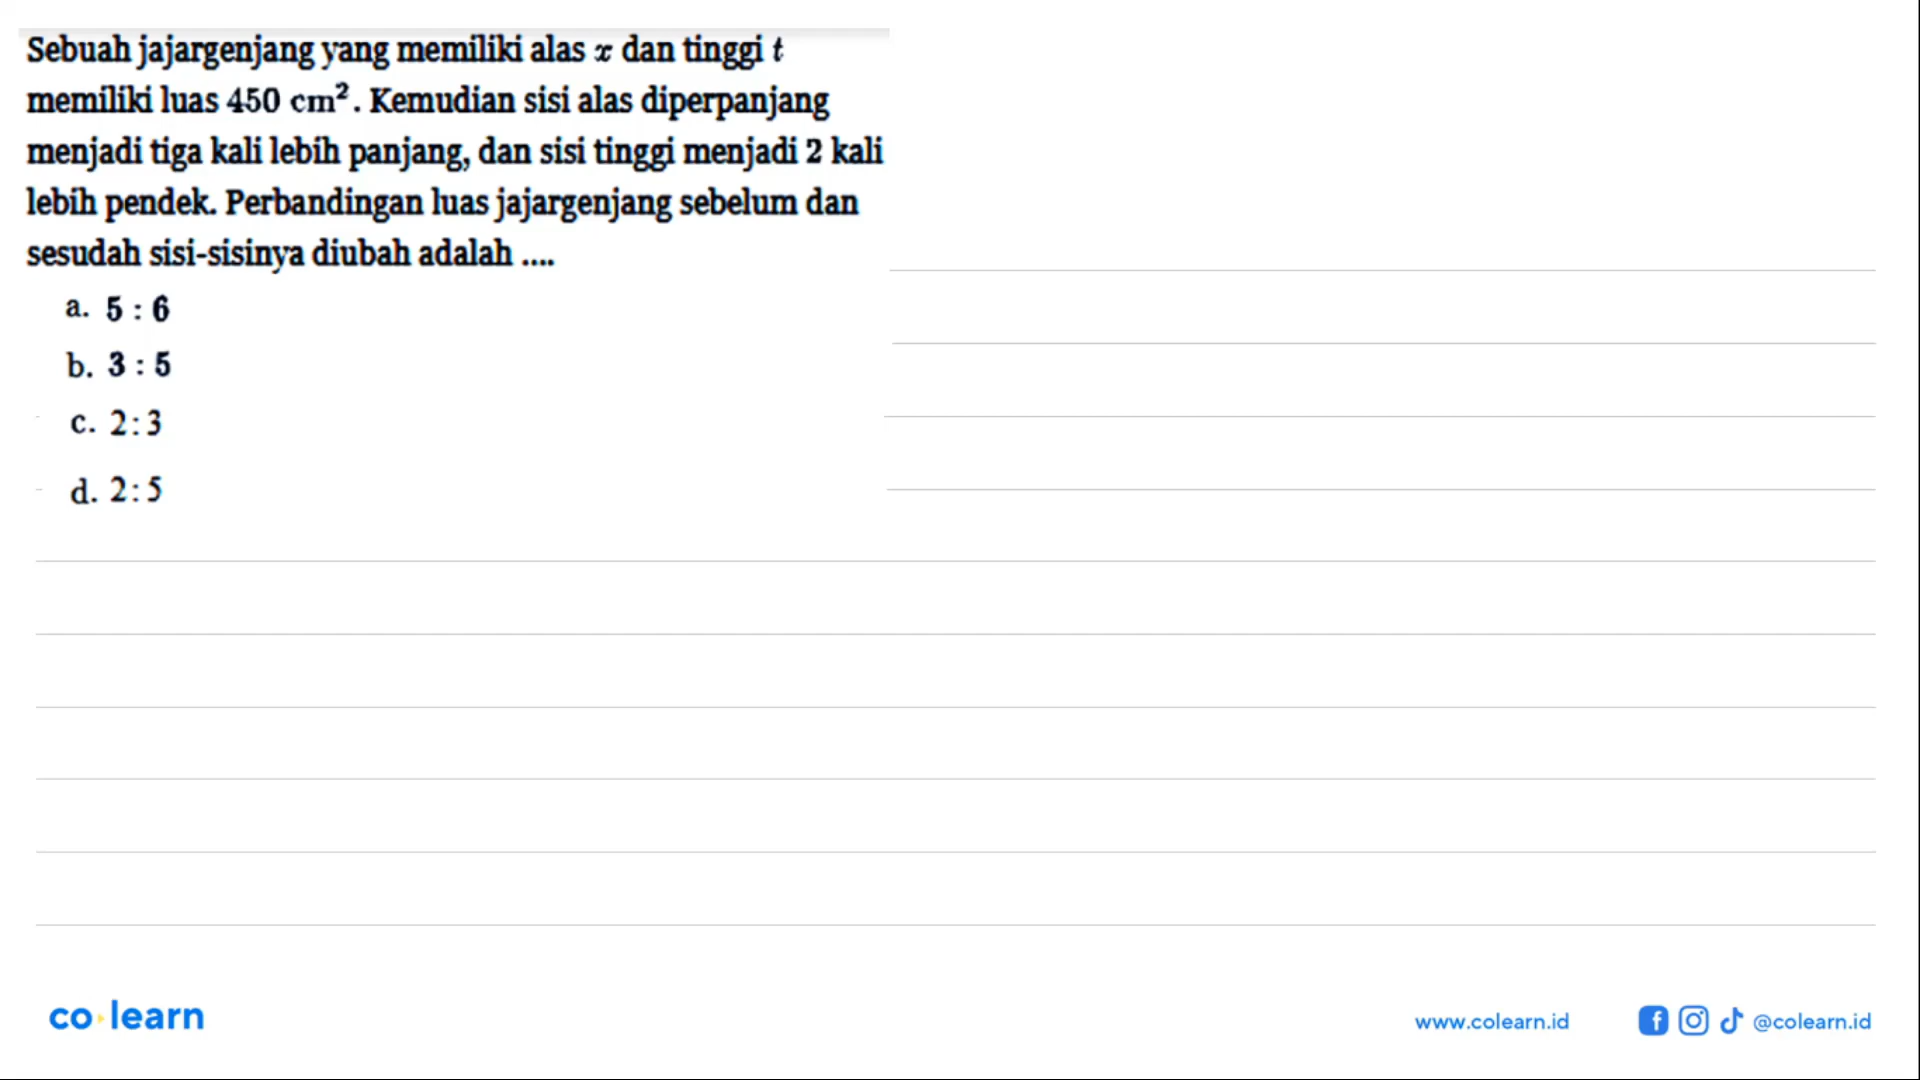 Sebuah jajargenjang yang memiliki alas x dan tinggi t
memiliki luas 450 cm². Kemudian sisi alas diperpanjang
menjadi tiga kali lebih panjang, dan sisi tinggi menjadi 2 kali
lebih pendek. Perbandingan luas jajargenjang sebelum dan
sesudah sisi-sisinya diubah adalah ....
a. 5 : 6
b. 3 : 5
c. 2 : 3
d. 2 : 5
co learn
www.colearn.id
@colearn.id